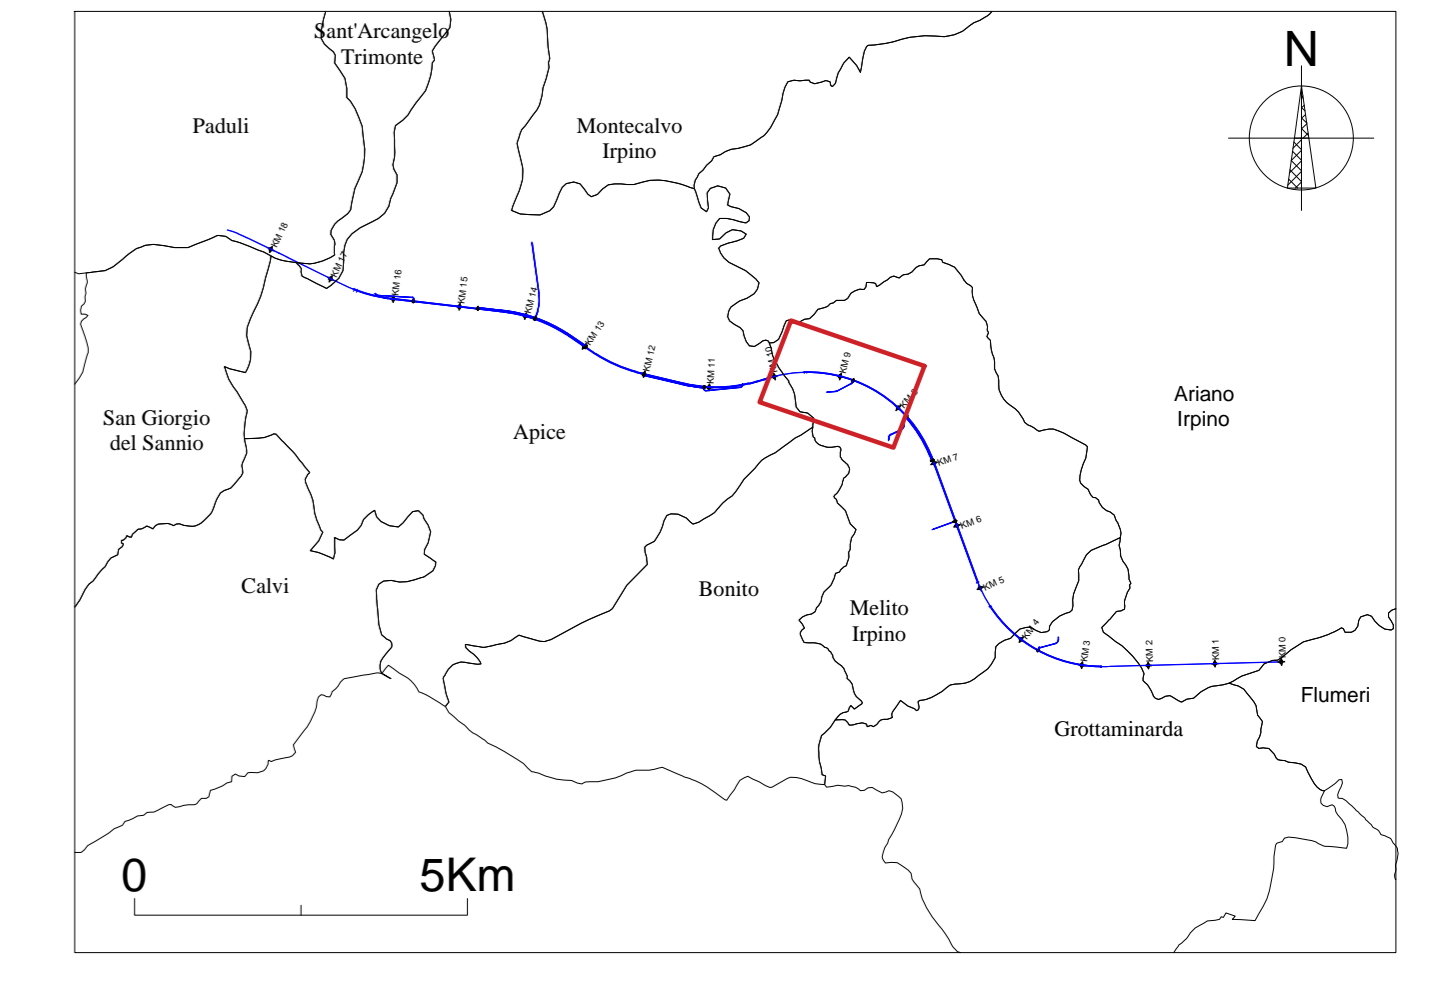 Sant'Arcangelo
Trimonte
N
Paduli
Montecalvo
Irpino
KM 18
KM 17
KM 16
KM 15
KM 14
KM 13
KM 12
KM 11
KM 10
KM 9
KM 8
KM 7
KM 6
KM 5
KM 4
KM 3
KM 2
KM 1
KM 0
Ariano
Irpino
San Giorgio
del Sannio
Apice
Calvi
Bonito
Melito
Irpino
Flumeri
Grottaminarda
0
5Km